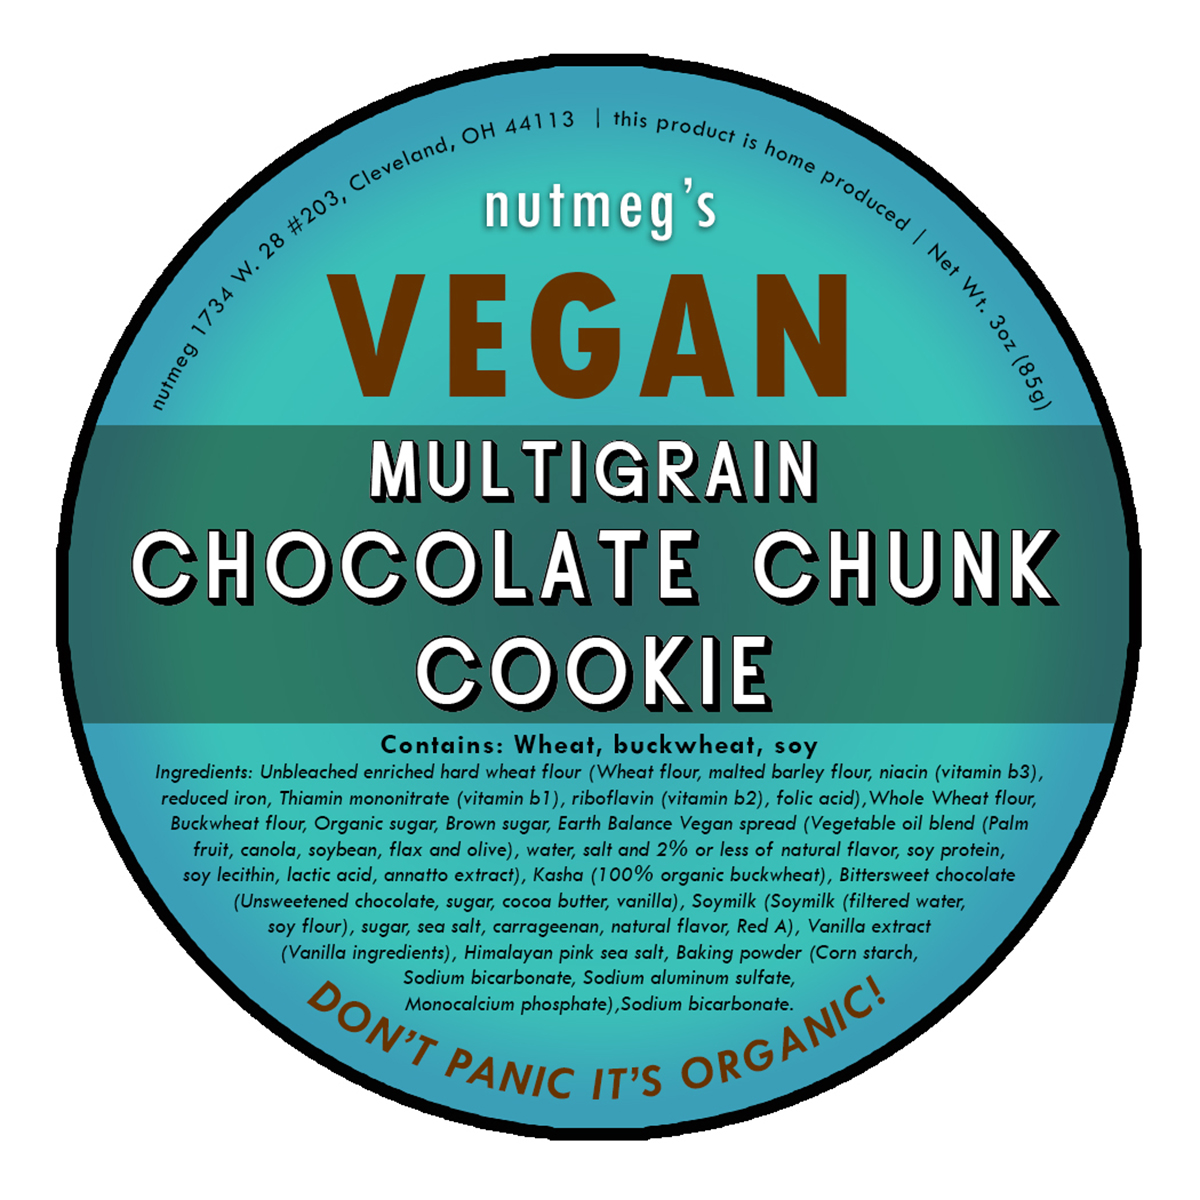 nutmeg 1734 W. 28 #203, Cleveland, OH 44113 | this product is home produced | Net Wt. 3oz (85g)
nutmeg's
VEGAN
MULTIGRAIN
CHOCOLATE CHUNK
COOKIE
Contains: Wheat, buckwheat, soy
Ingredients: Unbleached enriched hard wheat flour (Wheat flour, malted barley flour, niacin (vitamin b3),
reduced iron, Thiamin mononitrate (vitamin b1), riboflavin (vitamin b2), folic acid),Whole Wheat flour,
Buckwheat flour, Organic sugar, Brown sugar, Earth Balance Vegan spread (Vegetable oil blend (Palm
fruit, canola, soybean, flax and olive), water, salt and 2% or less of natural flavor, soy protein,
soy lecithin, lactic acid, annatto extract), Kasha (100% organic buckwheat), Bittersweet chocolate
(Unsweetened chocolate, sugar, cocoa butter, vanilla), Soymilk (Soymilk (filtered water,
soy flour), sugar, sea salt, carrageenan, natural flavor, Red A), Vanilla extract
(Vanilla ingredients), Himalayan pink sea salt, Baking powder (Corn starch,
Sodium bicarbonate, Sodium aluminum sulfate,
Monocalcium phosphate),Sodium bicarbonate.
DON'T PANIC IT'S ORGANIC!